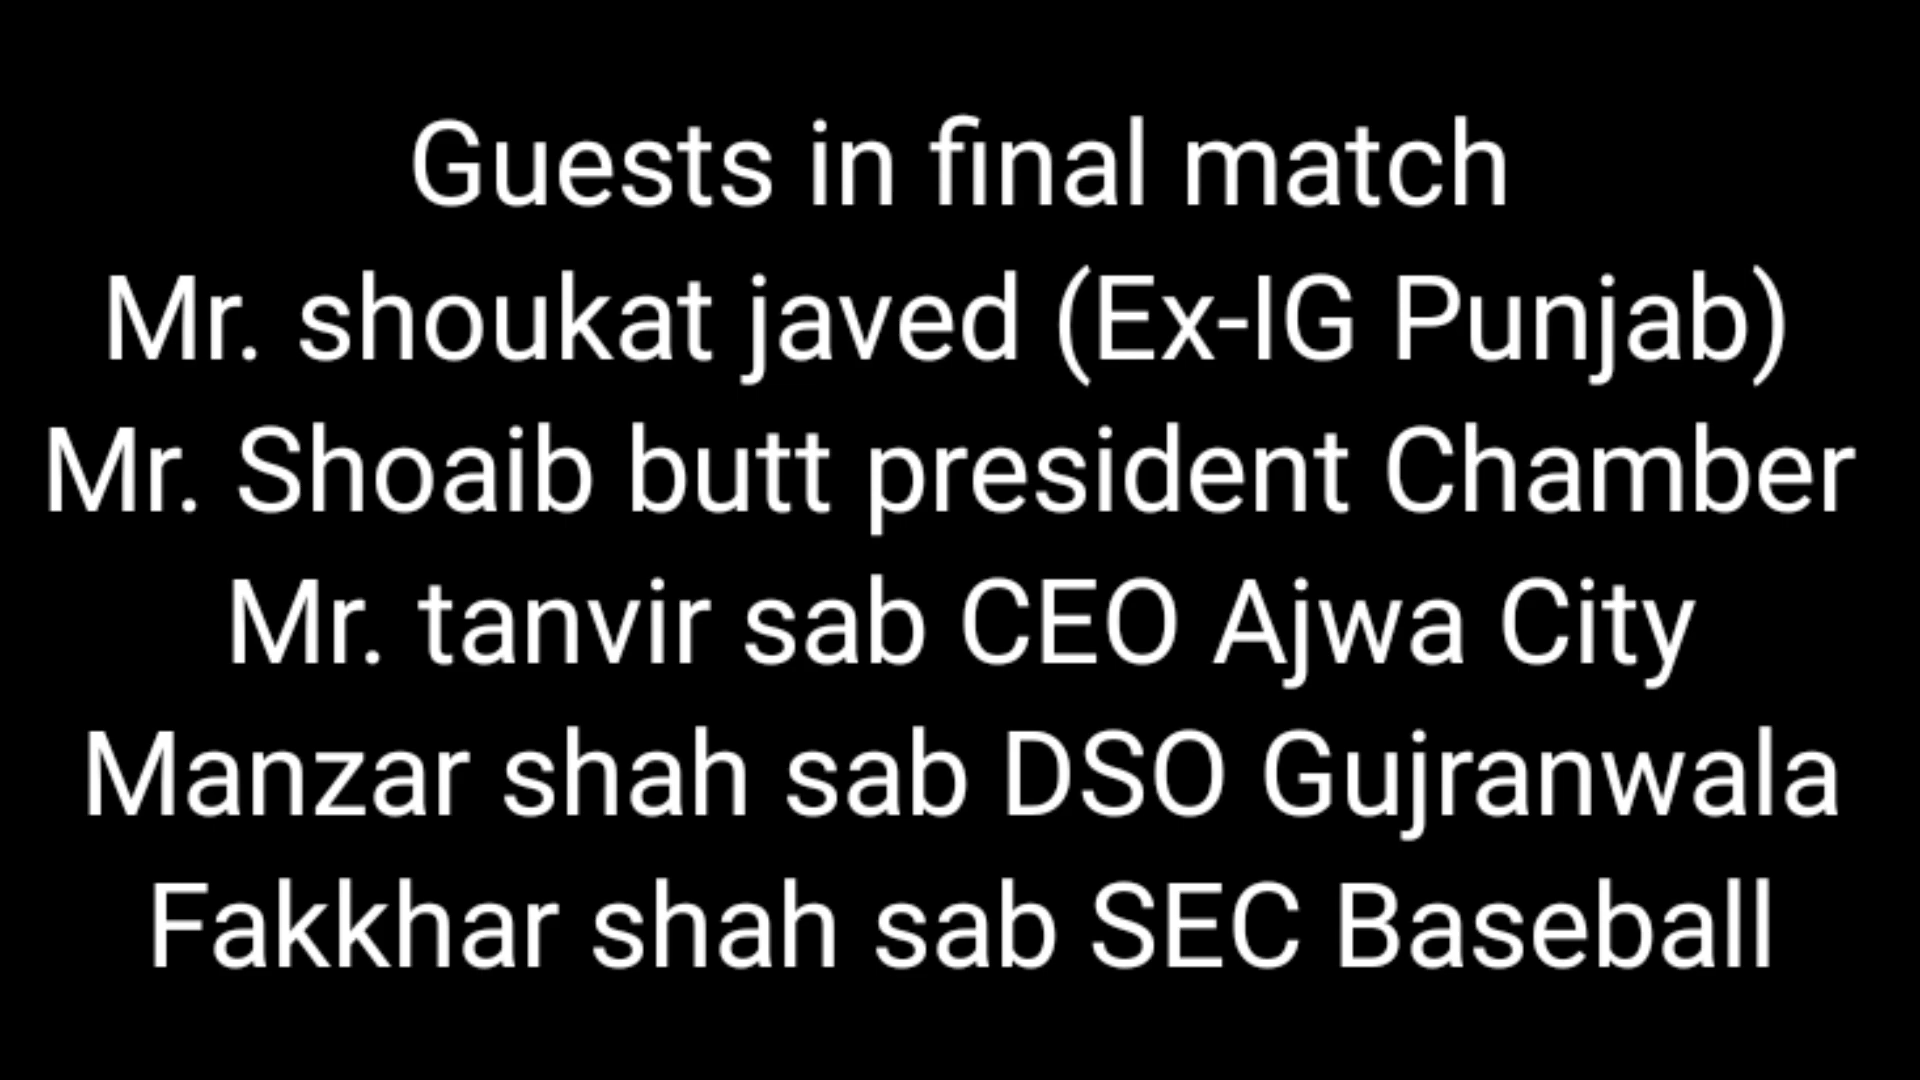 Guests in final match
Mr. shoukat javed (Ex-IG Punjab)
Mr. Shoaib butt president Chamber
Mr. tanvir sab CEO Ajwa City
Manzar shah sab DSO Gujranwala
Fakkhar shah sab SEC Baseball